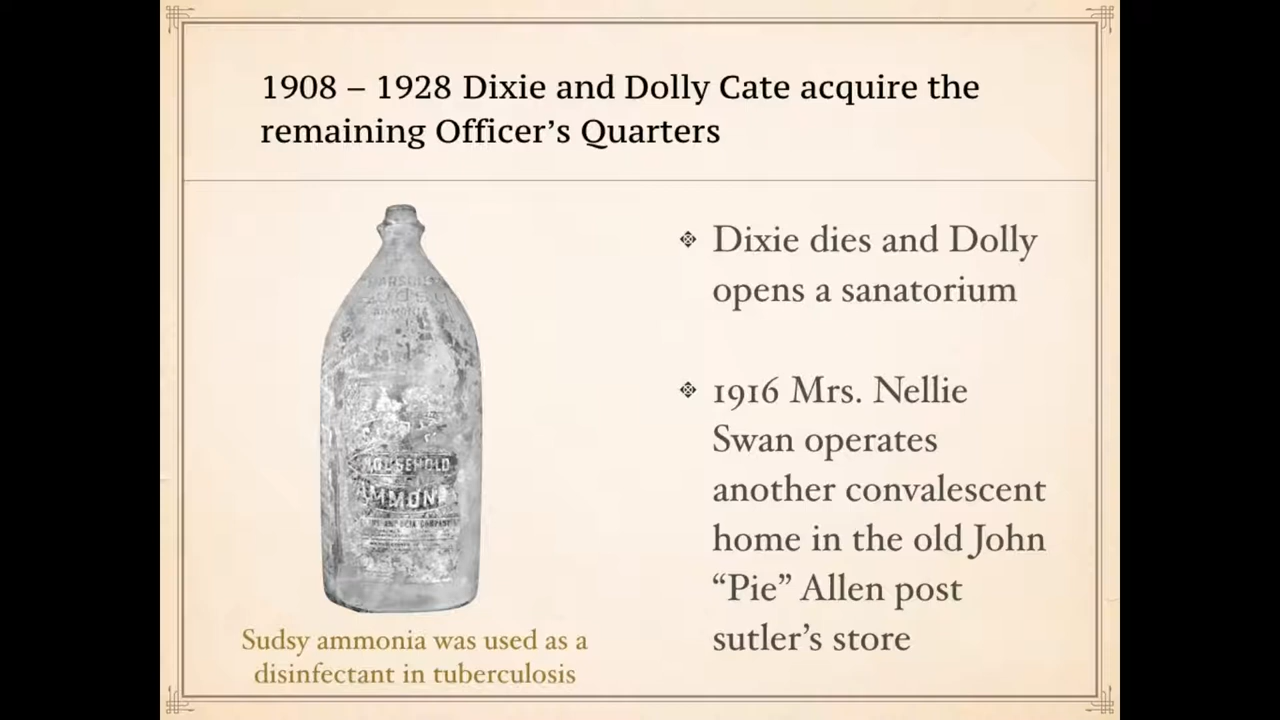 1908 – 1928 Dixie and Dolly Cate acquire the
remaining Officer’s Quarters
HOUSEHOLD
AMMONIA
Sudsy ammonia was used as a
disinfectant in tuberculosis
Dixie dies and Dolly
opens a sanatorium
1916 Mrs. Nellie
Swan operates
another convalescent
home in the old John
“Pie” Allen post
sutler’s store